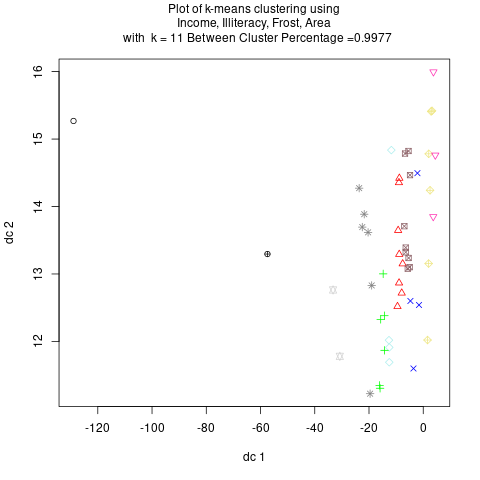 Plot of k-means clustering using
Income, Illiteracy, Frost, Area
with  k = 11 Between Cluster Percentage =0.9977
dc 2
16
15
14
13
12
-120
-100
-80
-60
-40
-20
0
dc 1